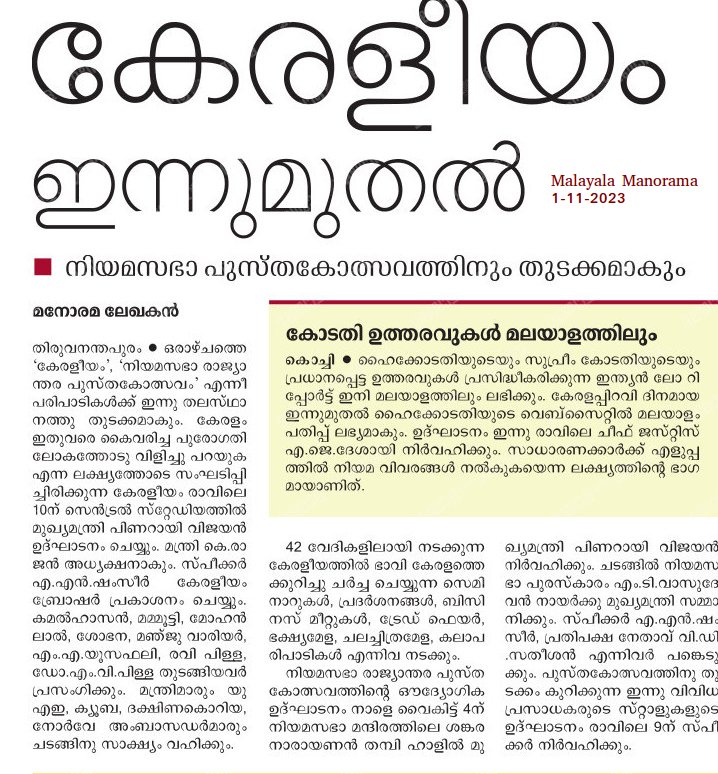 കേരളീയം
ഇന്നുമുതൽ
Malayala Manorama
1-11-2023
നിയമസഭാ പുസ്തകോത്സവത്തിനും തുടക്കമാകും
മനോരമ ലേഖകൻ
തിരുവനന്തപുരം ● ഒരാഴ്ചത്തെ
‘കേരളീയം’, ‘നിയമസഭാ രാജ്യാ
ന്തര പുസ്തകോത്സവം’ എന്നീ
പരിപാടികൾക്ക് ഇന്നു തലസ്ഥാ
നത്തു തുടക്കമാകും. കേരളം
ഇതുവരെ കൈവരിച്ച പുരോഗതി
ലോകത്തോടു വിളിച്ചു പറയുക
എന്ന ലക്ഷ്യത്തോടെ സംഘടിപ്പി
ച്ചിരിക്കുന്ന കേരളീയം രാവിലെ
10ന് സെൻട്രൽ സ്റ്റേഡിയത്തിൽ
മുഖ്യമന്ത്രി പിണറായി വിജയൻ
ഉദ്ഘാടനം ചെയ്യും. മന്ത്രി കെ.രാ
ജൻ അധ്യക്ഷനാകും. സ്പീക്കർ
എ.എൻ.ഷംസീർ കേരളീയം
ബ്രോഷർ പ്രകാശനം ചെയ്യും.
കമൽഹാസൻ, മമ്മൂട്ടി, മോഹൻ
ലാൽ, ശോഭന, മഞ്ജു വാരിയർ,
എം.എ.യൂസഫലി, രവി പിള്ള,
ഡോ.എം.വി.പിള്ള തുടങ്ങിയവർ
പ്രസംഗിക്കും. മന്ത്രിമാരും യു
എഇ, ക്യൂബ, ദക്ഷിണകൊറിയ,
നോർവേ അംബാസഡർമാരും
ചടങ്ങിനു സാക്ഷ്യം വഹിക്കും.
കോടതി ഉത്തരവുകൾ മലയാളത്തിലും
കൊച്ചി ● ഹൈക്കോടതിയുടെയും സുപ്രീം കോടതിയുടെയും
പ്രധാനപ്പെട്ട ഉത്തരവുകൾ പ്രസിദ്ധീകരിക്കുന്ന ഇന്ത്യൻ ലോ റി
പ്പോർട്ട് ഇനി മലയാളത്തിലും ലഭിക്കും. കേരളപ്പിറവി ദിനമായ
ഇന്നുമുതൽ ഹൈക്കോടതിയുടെ വെബ്സൈറ്റിൽ മലയാളം
പതിപ്പ് ലഭ്യമാകും. ഉദ്ഘാടനം ഇന്നു രാവിലെ ചീഫ് ജസ്റ്റിസ്
എ.ജെ.ദേശായി നിർവഹിക്കും. സാധാരണക്കാർക്ക് എളുപ്പ
ത്തിൽ നിയമ വിവരങ്ങൾ നൽകുകയെന്ന ലക്ഷ്യത്തിന്റെ ഭാഗ
മായാണിത്.
42 വേദികളിലായി നടക്കുന്ന
കേരളീയത്തിൽ ഭാവി കേരളത്തെ
ക്കുറിച്ചു ചർച്ച ചെയ്യുന്ന സെമി
നാറുകൾ, പ്രദർശനങ്ങൾ, ബിസി
നസ് മീറ്റുകൾ, ട്രേഡ് ഫെയർ,
ഭക്ഷ്യമേള, ചലച്ചിത്രമേള, കലാപ
രിപാടികൾ എന്നിവ നടക്കും.
നിയമസഭാ രാജ്യാന്തര പുസ്ത
കോത്സവത്തിന്റെ ഔദ്യോഗിക
ഉദ്ഘാടനം നാളെ വൈകിട്ട് 4ന്
നിയമസഭാ മന്ദിരത്തിലെ ശങ്കര
നാരായണൻ തമ്പി ഹാളിൽ മു
ഖ്യമന്ത്രി പിണറായി വിജയൻ
നിർവഹിക്കും. ചടങ്ങിൽ നിയമസ
ഭാ പുരസ്കാരം എം.ടി.വാസുദേ
വൻ നായർക്കു മുഖ്യമന്ത്രി സമ്മാ
നിക്കും. സ്പീക്കർ എ.എൻ.ഷം
സീർ, പ്രതിപക്ഷ നേതാവ് വി.ഡി
.സതീശൻ എന്നിവർ പങ്കെടു
ക്കും. പുസ്തകോത്സവത്തിനു തു
ടക്കം കുറിക്കുന്ന ഇന്നു വിവിധ
പ്രസാധകരുടെ സ്റ്റാളുകളുടെ
ഉദ്ഘാടനം രാവിലെ 9ന് സ്പീ
ക്കർ നിർവഹിക്കും.